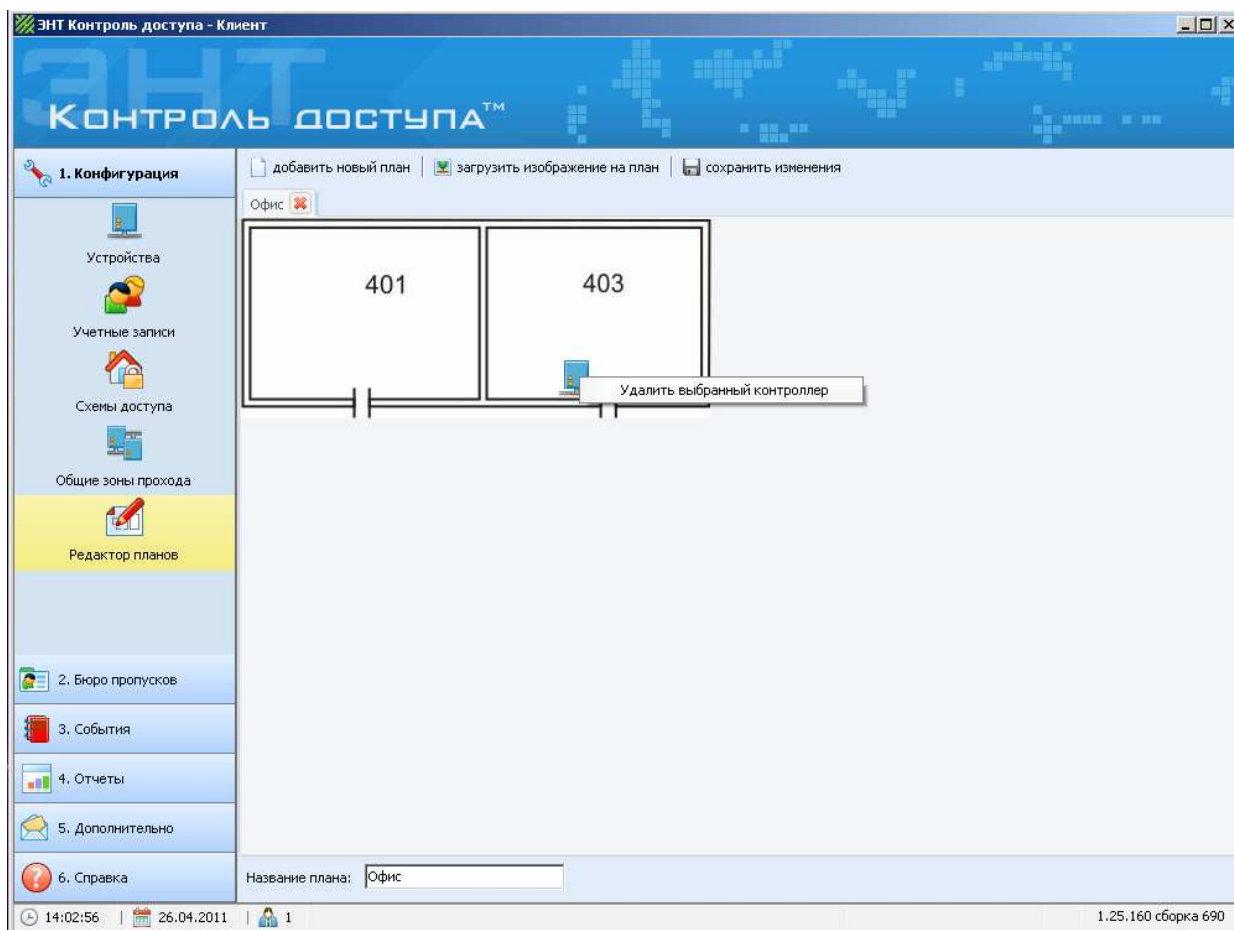 ЭНТ Контроль доступа - Клиент
ЭНТ
Контроль доступа™
1. Конфигурация
Устройства
Учетные записи
Схемы доступа
Общие зоны прохода
Редактор планов
2. Бюро пропусков
3. События
4. Отчеты
5. Дополнительно
6. Справка
добавить новый план
загрузить изображение на план
сохранить изменения
Офис
401
403
Удалить выбранный контроллер
Название плана: Офис
14:02:56 | 26.04.2011 | 1
1.25.160 сборка 690